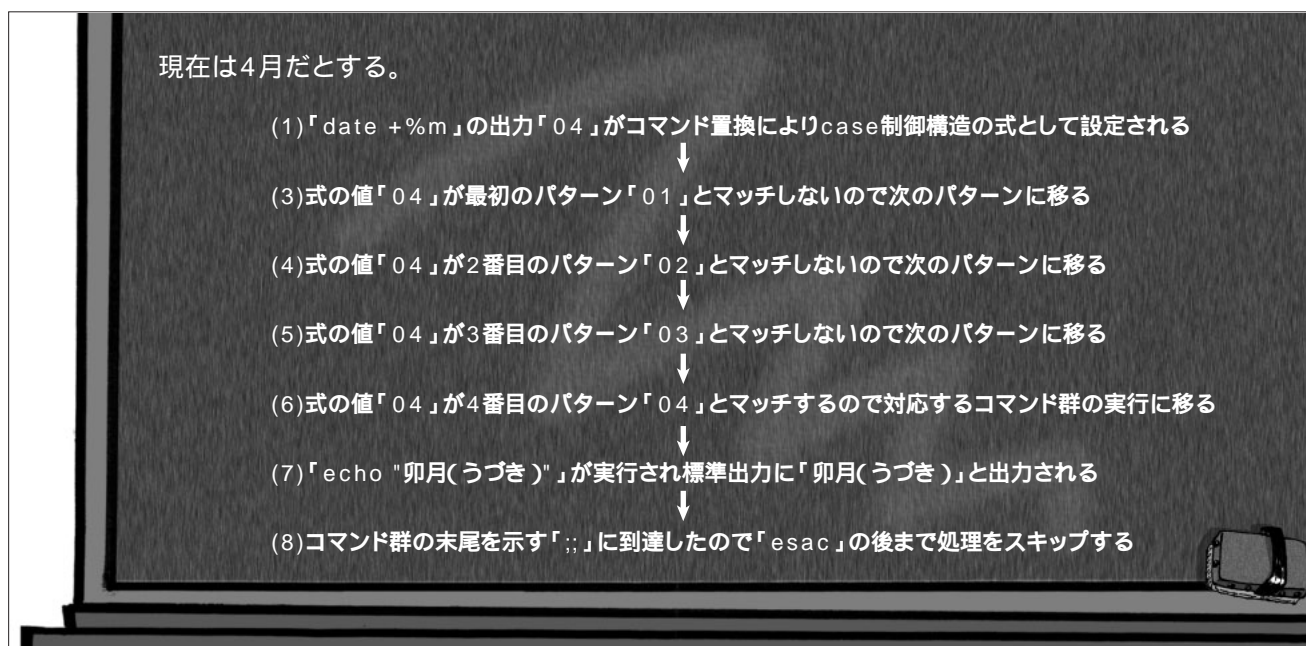 現在は4月だとする。
(1)「date +%m」の出力「04」がコマンド置換によりcase制御構造の式として設定される
(3)式の値「04」が最初のパターン「01」とマッチしないので次のパターンに移る
(4)式の値「04」が2番目のパターン「02」とマッチしないので次のパターンに移る
(5)式の値「04」が3番目のパターン「03」とマッチしないので次のパターンに移る
(6)式の値「04」が4番目のパターン「04」とマッチするので対応するコマンド群の実行に移る
(7)「echo "卯月(うづき)"」が実行され標準出力に「卯月(うづき)」と出力される
(8)コマンド群の末尾を示す「;;」に到達したので「esac」の後まで処理をスキップする